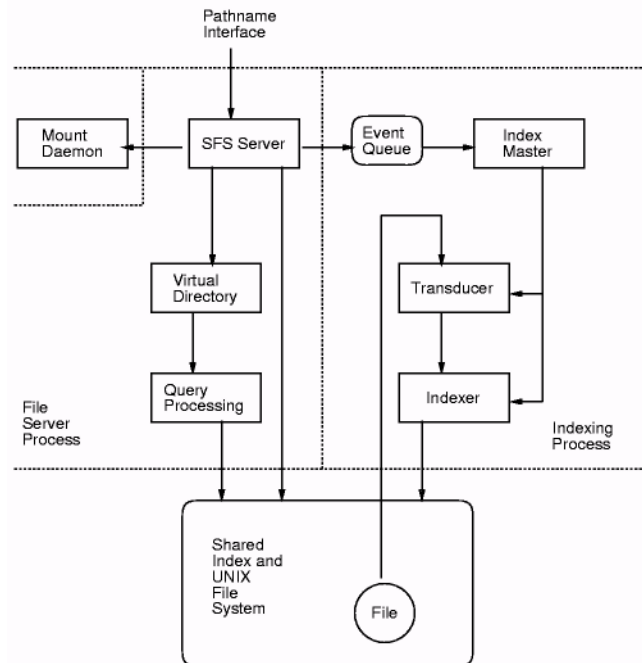 Pathname
Interface
Mount
Daemon
SFS Server
Event
Queue
Index
Master
Virtual
Directory
Transducer
Query
Processing
Indexer
File
Server
Process
Indexing
Process
Shared
Index and
UNIX
File
System
File